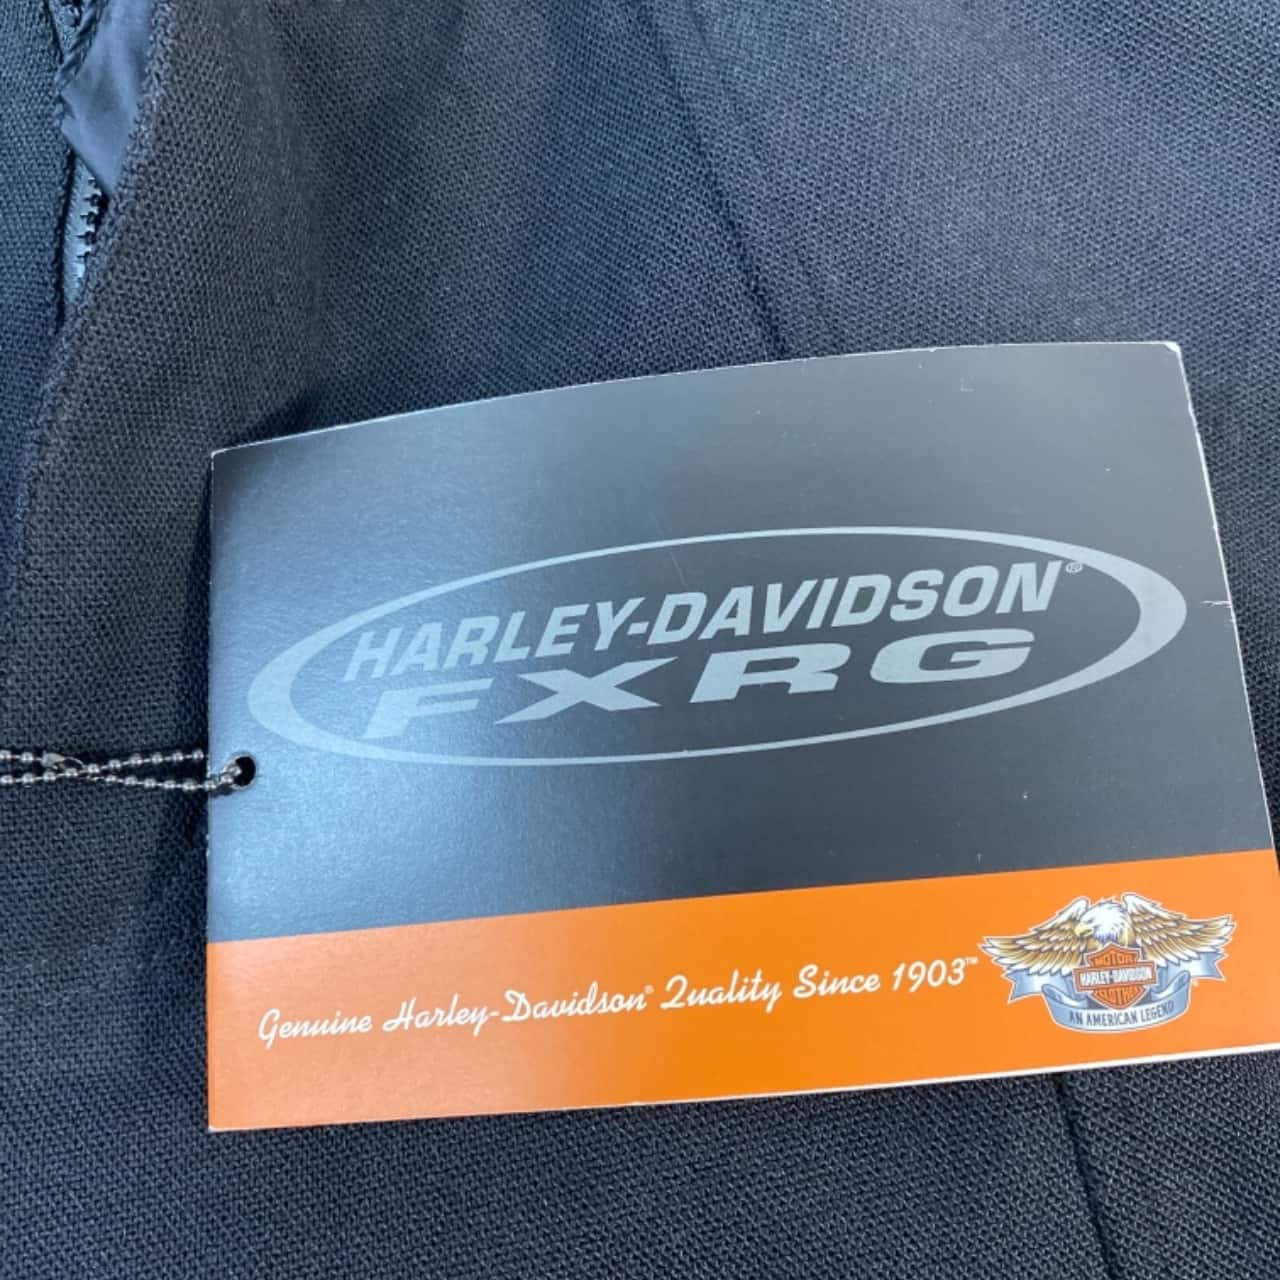 HARLEY-DAVIDSON®
FXRG
Genuine Harley-Davidson® Quality Since 1903™
MOTOR
HARLEY-DAVIDSON
CLOTHES
AN AMERICAN LEGEND